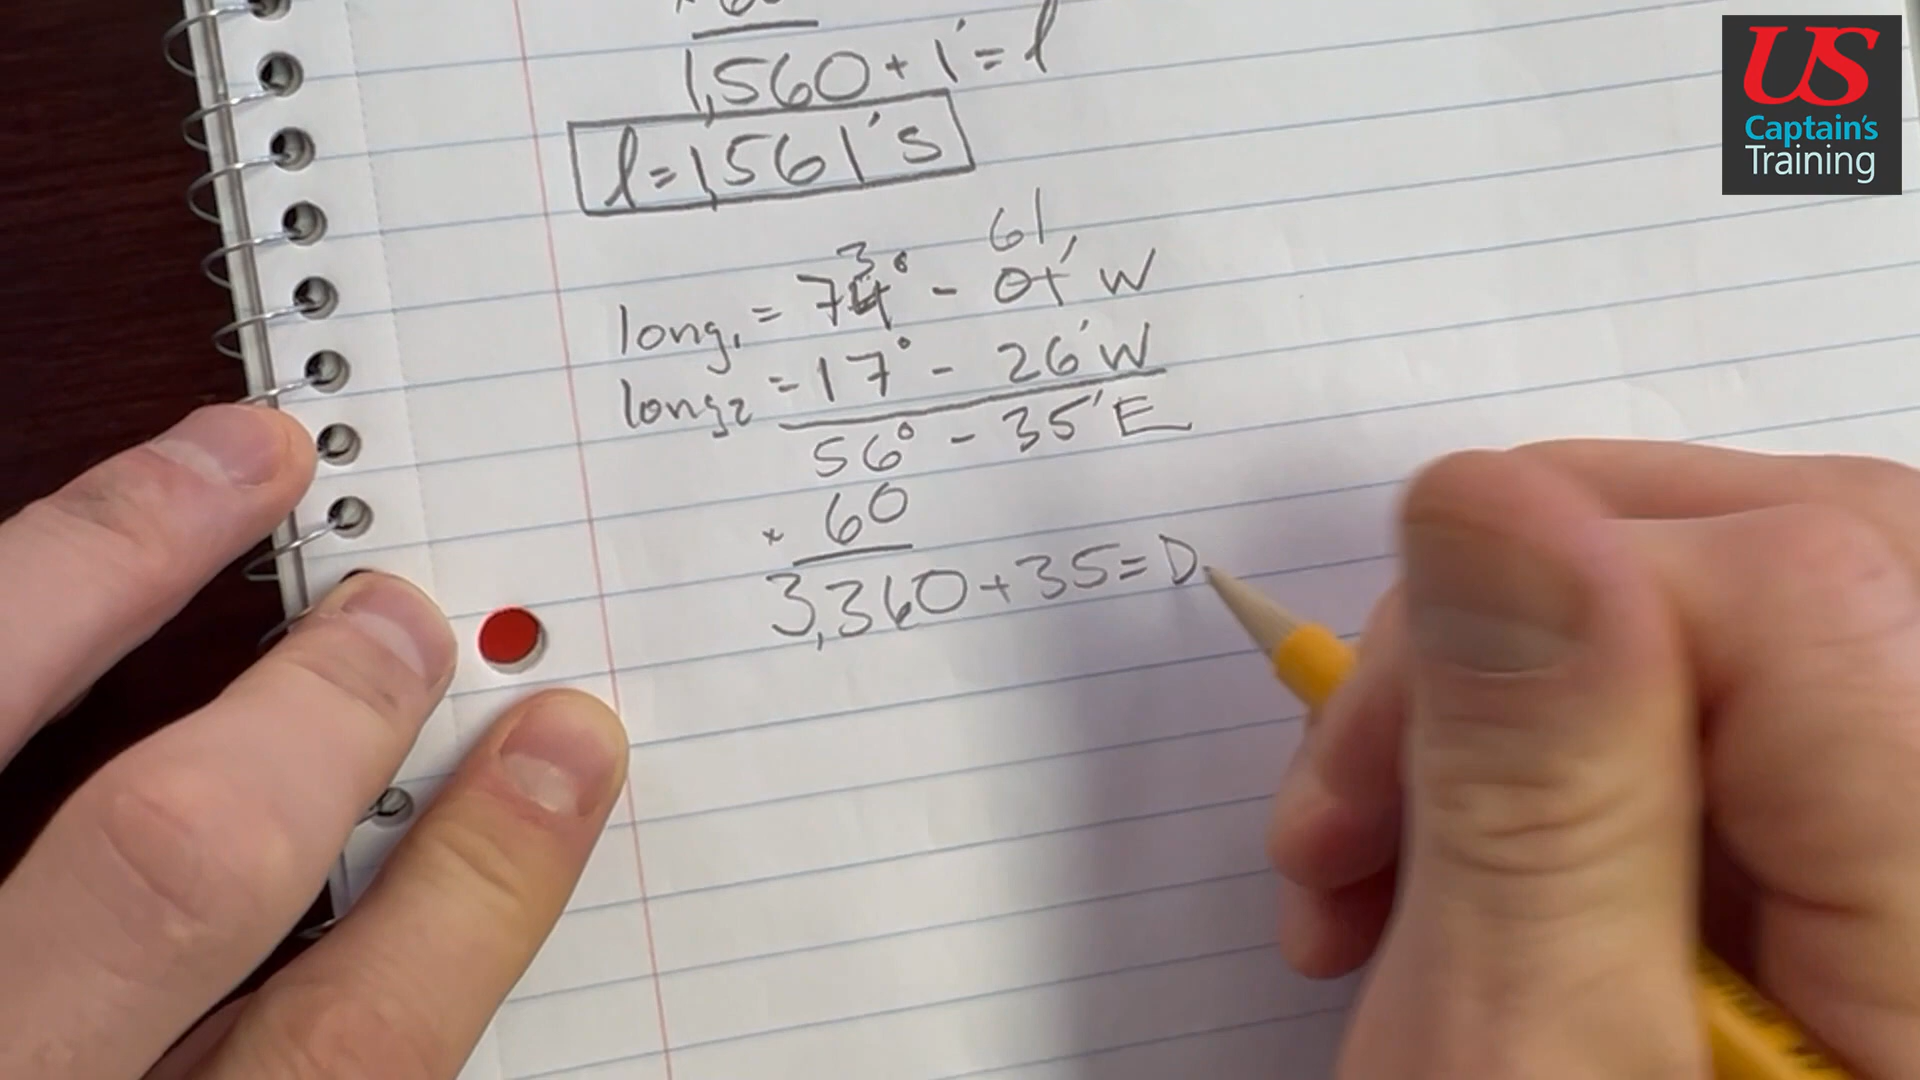 1,560 + 1' = l
l = 1,561's
3 61
long1 = 74° - 01' W
long2 = 17° - 26' W
56° - 35' E
× 60
3,360 + 35 = D
US
Captain's
Training